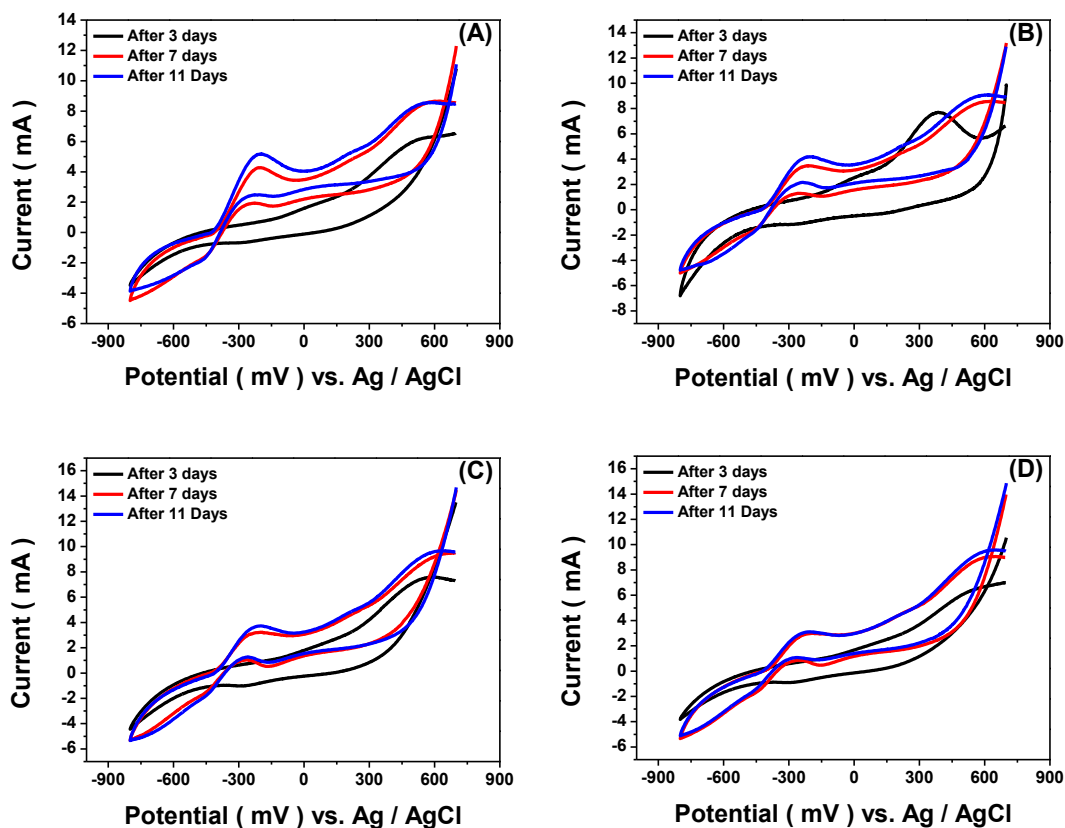 (A)
After 3 days
After 7 days
After 11 Days
14
12
10
8
6
4
2
0
-2
-4
-6
Current ( mA )
-900 -600 -300 0 300 600 900
Potential ( mV ) vs. Ag / AgCl
(B)
After 3 days
After 7 days
After 11 Days
14
12
10
8
6
4
2
0
-2
-4
-6
-8
Current ( mA )
-900 -600 -300 0 300 600 900
Potential ( mV ) vs. Ag / AgCl
(C)
After 3 days
After 7 days
After 11 Days
16
14
12
10
8
6
4
2
0
-2
-4
-6
Current ( mA )
-900 -600 -300 0 300 600 900
Potential ( mV ) vs. Ag / AgCl
(D)
After 3 days
After 7 days
After 11 Days
16
14
12
10
8
6
4
2
0
-2
-4
-6
Current ( mA )
-900 -600 -300 0 300 600 900
Potential ( mV ) vs. Ag / AgCl